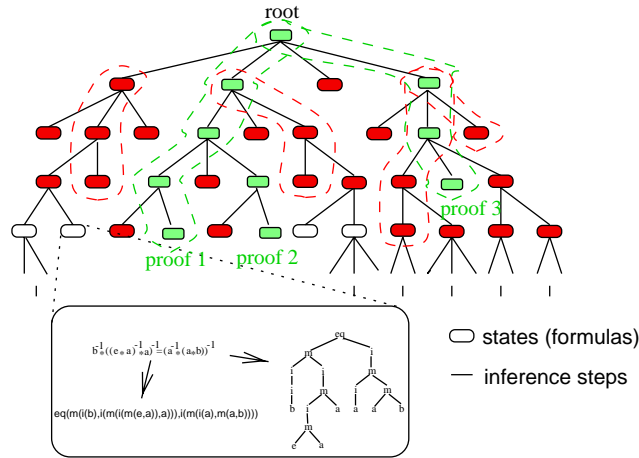 root
proof 3
proof 1
proof 2
b⁻¹*((e*a)⁻¹*a)⁻¹=(a⁻¹*(a*b))⁻¹
eq(m(i(b),i(m(i(m(e,a)),a))),i(m(i(a),m(a,b))))
eq
m i
i i m
i m i m
b i a a a b
m
e a
states (formulas)
inference steps